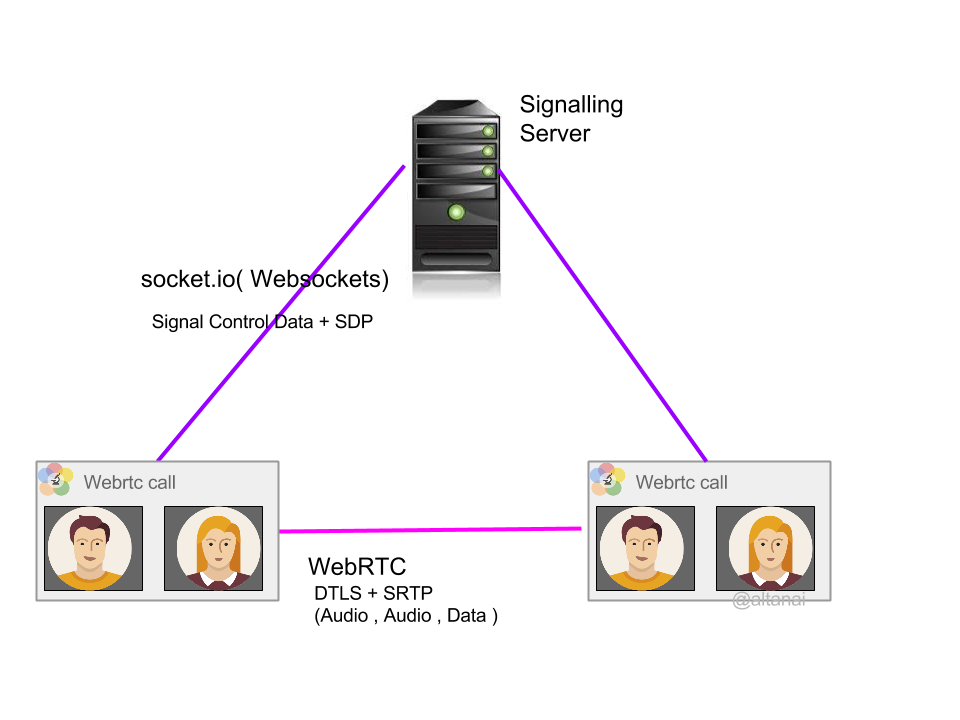 Signalling
Server
socket.io( Websockets)
Signal Control Data + SDP
Webrtc call
Webrtc call
WebRTC
DTLS + SRTP
(Audio , Audio , Data )
@altanai